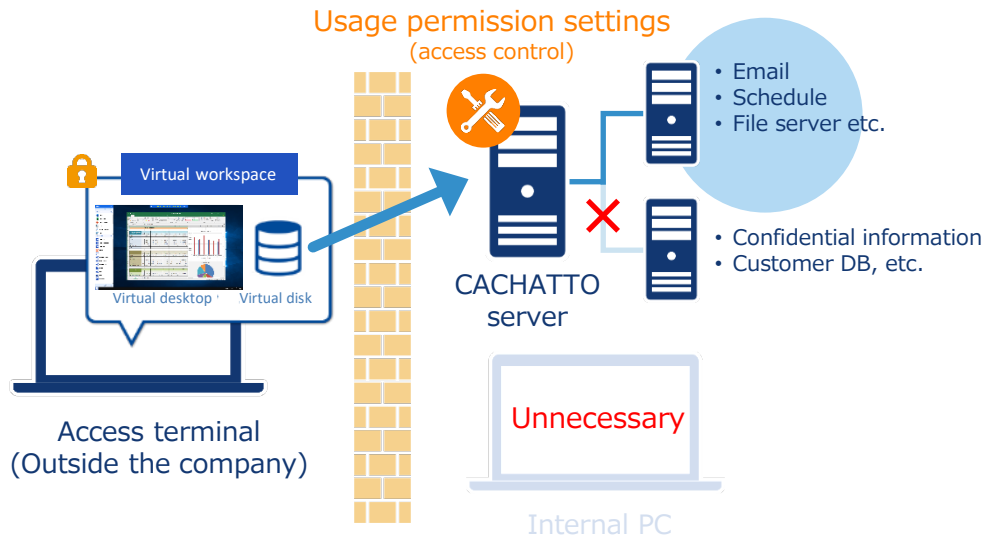 Usage permission settings
(access control)
• Email
• Schedule
• File server etc.
Virtual workspace
Virtual desktop
Virtual disk
CACHATTO
server
• Confidential information
• Customer DB, etc.
Access terminal
(Outside the company)
Unnecessary
Internal PC